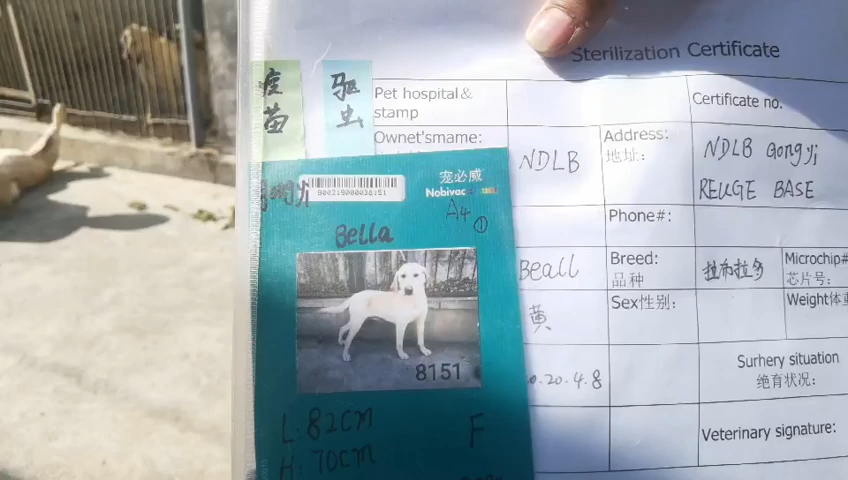 Sterilization Certificate
疫苗
驱虫
Pet hospital&
stamp
Certificate no.
Ownet'smame:
NDLB
Address:
地址:
NDLB gongyi
REUGE BASE
Phone#:
Beall
Breed:
品种
拉布拉多
Microchip#
芯片号:
黄
Sex性别:
Weight体重
.20.4.8
Surhery situation
绝育状况:
Veterinary signature:
宠必威
Nobivac
A4 ①
Bella
8151
L: 82CM
F
H: 70CM